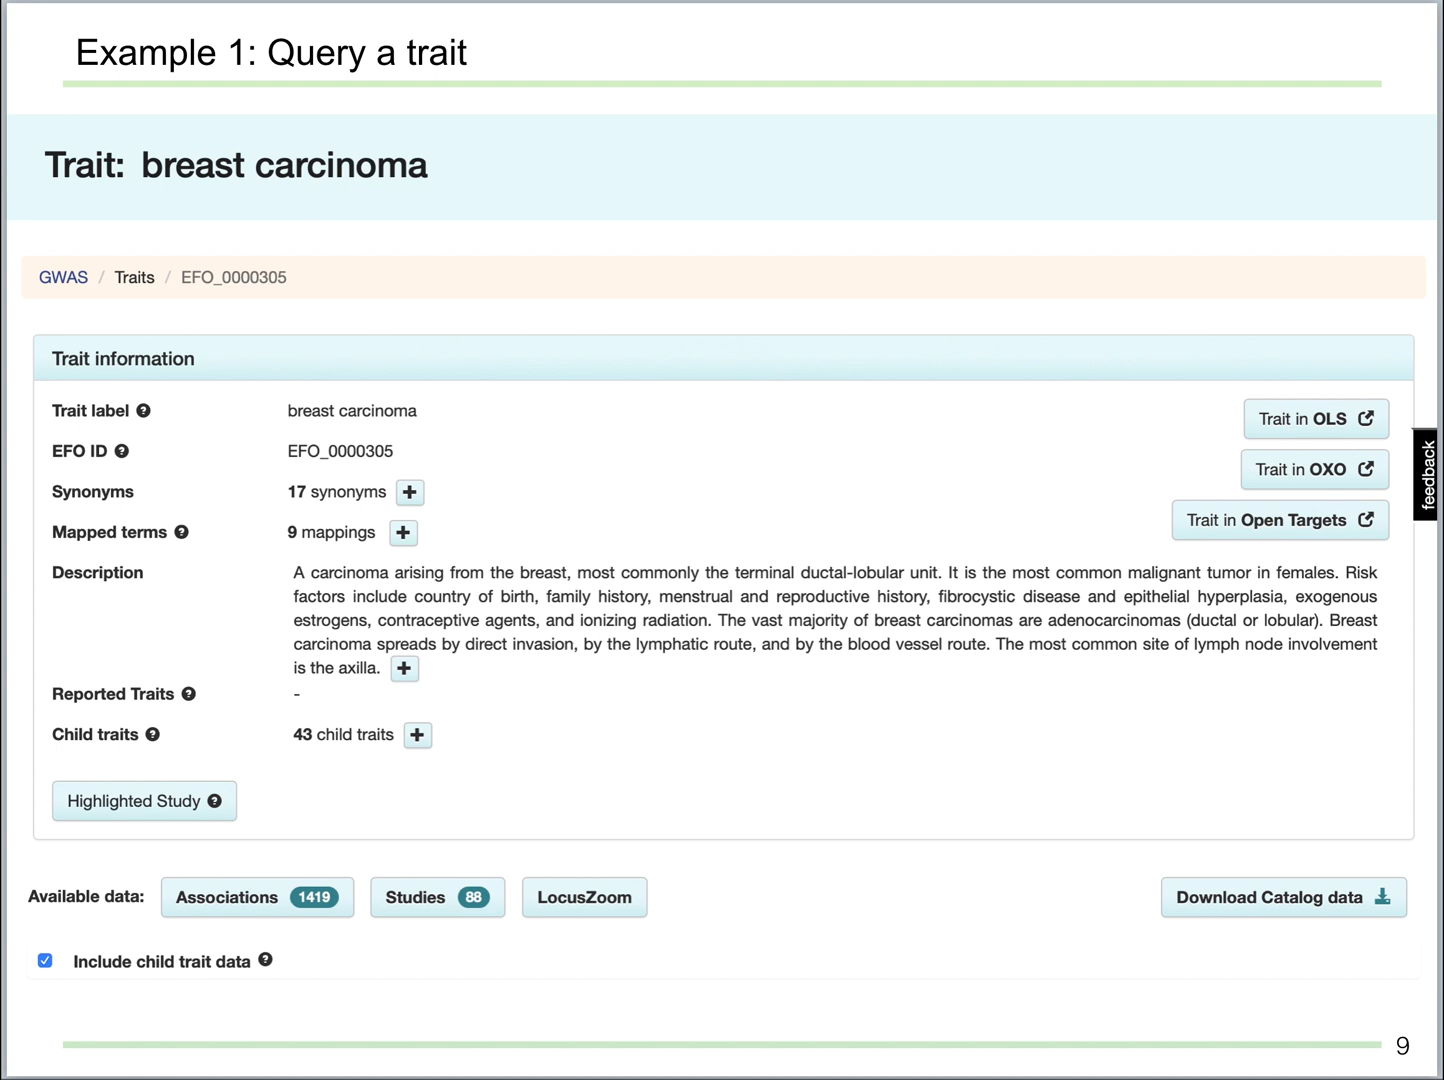 Example 1: Query a trait
Trait: breast carcinoma
GWAS / Traits / EFO_0000305
Trait information
Trait label ? breast carcinoma
Trait in OLS
EFO ID ? EFO_0000305
feedback
Trait in OXO
Synonyms 17 synonyms +
Trait in Open Targets
Mapped terms ? 9 mappings +
Description A carcinoma arising from the breast, most commonly the terminal ductal-lobular unit. It is the most common malignant tumor in females. Risk
factors include country of birth, family history, menstrual and reproductive history, fibrocystic disease and epithelial hyperplasia, exogenous
estrogens, contraceptive agents, and ionizing radiation. The vast majority of breast carcinomas are adenocarcinomas (ductal or lobular). Breast
carcinoma spreads by direct invasion, by the lymphatic route, and by the blood vessel route. The most common site of lymph node involvement
is the axilla. +
Reported Traits ? -
Child traits ? 43 child traits +
Highlighted Study ?
Available data: Associations 1419 Studies 88 LocusZoom Download Catalog data
Include child trait data ?
9